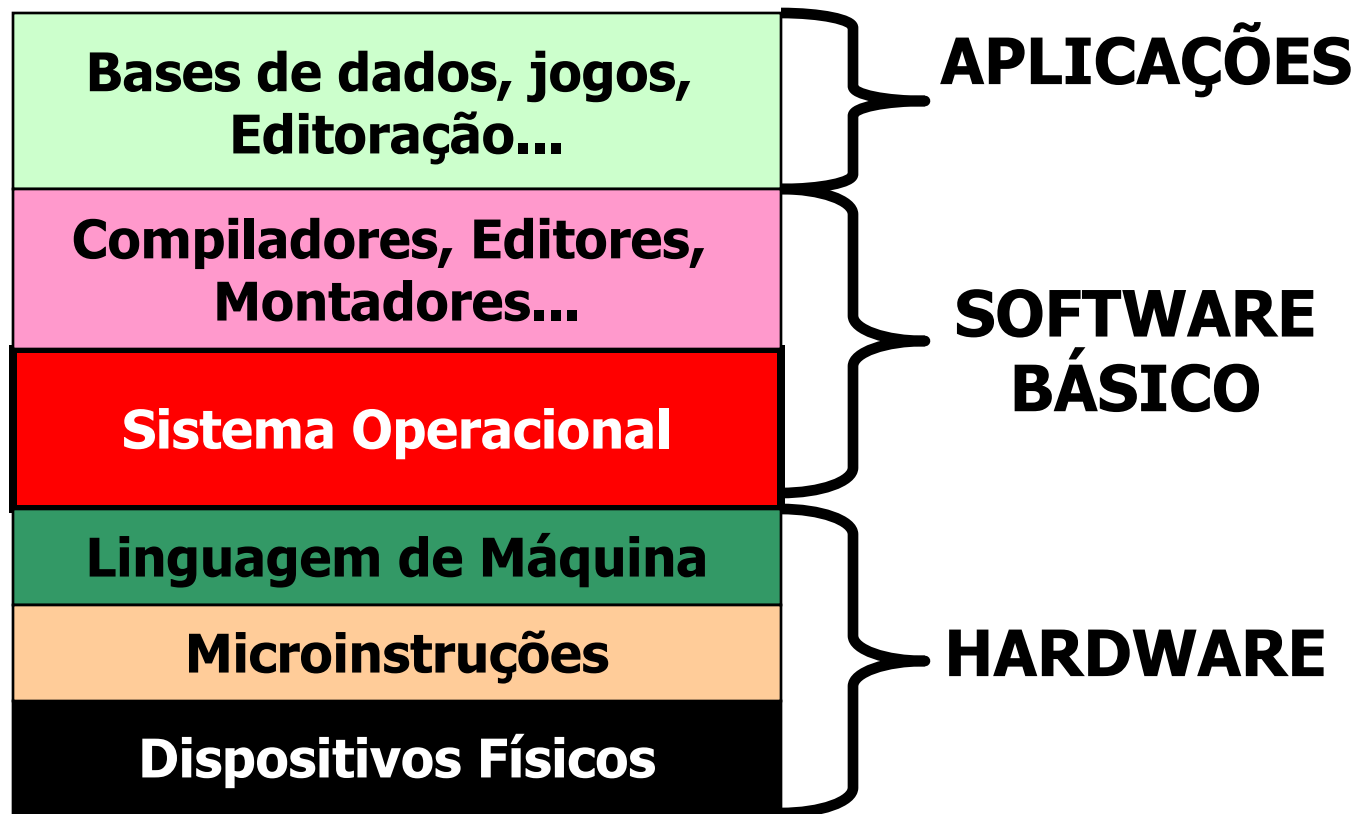 Bases de dados, jogos,
Editoração...
APLICAÇÕES
Compiladores, Editores,
Montadores...
Sistema Operacional
SOFTWARE
BÁSICO
Linguagem de Máquina
Microinstruções
Dispositivos Físicos
HARDWARE